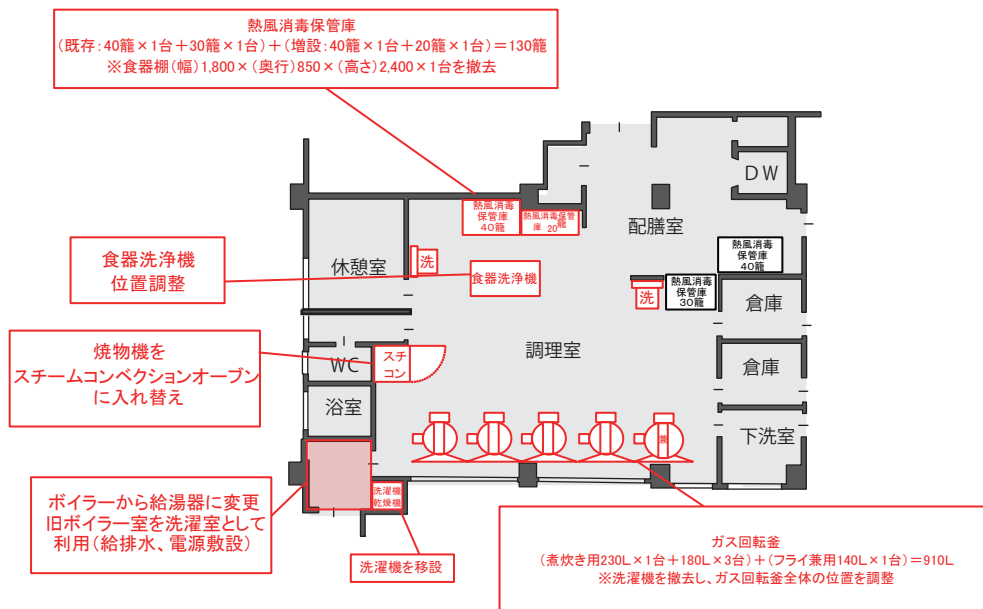 熱風消毒保管庫
(既存:40籠×1台＋30籠×1台)＋(増設:40籠×1台＋20籠×1台)＝130籠
※食器棚(幅)1,800×(奥行)850×(高さ)2,400×1台を撤去
DW
熱風消毒
保管庫
40籠
熱風消毒保管
庫 20籠
配膳室
熱風消毒
保管庫
40籠
食器洗浄機
位置調整
休憩室
洗
食器洗浄機
熱風消毒
保管庫
30籠
洗
倉庫
焼物機を
スチームコンベクションオーブン
に入れ替え
WC
スチ
コン
調理室
倉庫
浴室
兼
下洗室
ボイラーから給湯器に変更
旧ボイラー室を洗濯室として
利用(給排水、電源敷設)
洗濯機
乾燥機
洗濯機を移設
ガス回転釜
(煮炊き用230L×1台＋180L×3台)＋(フライ兼用140L×1台)＝910L
※洗濯機を撤去し、ガス回転釜全体の位置を調整